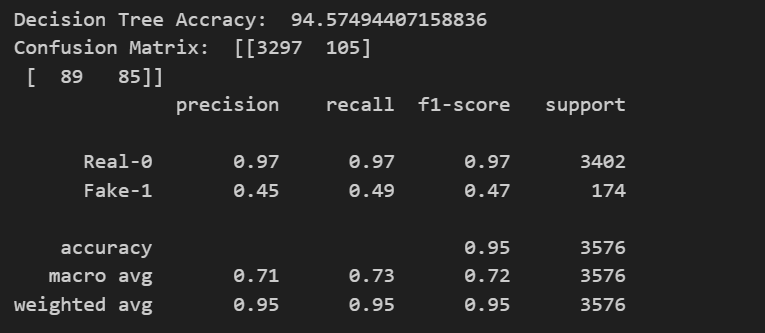 Decision Tree Accracy:  94.57494407158836
Confusion Matrix:  [[3297  105]
 [  89   85]]
              precision    recall  f1-score   support

      Real-0       0.97      0.97      0.97      3402
      Fake-1       0.45      0.49      0.47       174

    accuracy                           0.95      3576
   macro avg       0.71      0.73      0.72      3576
weighted avg       0.95      0.95      0.95      3576